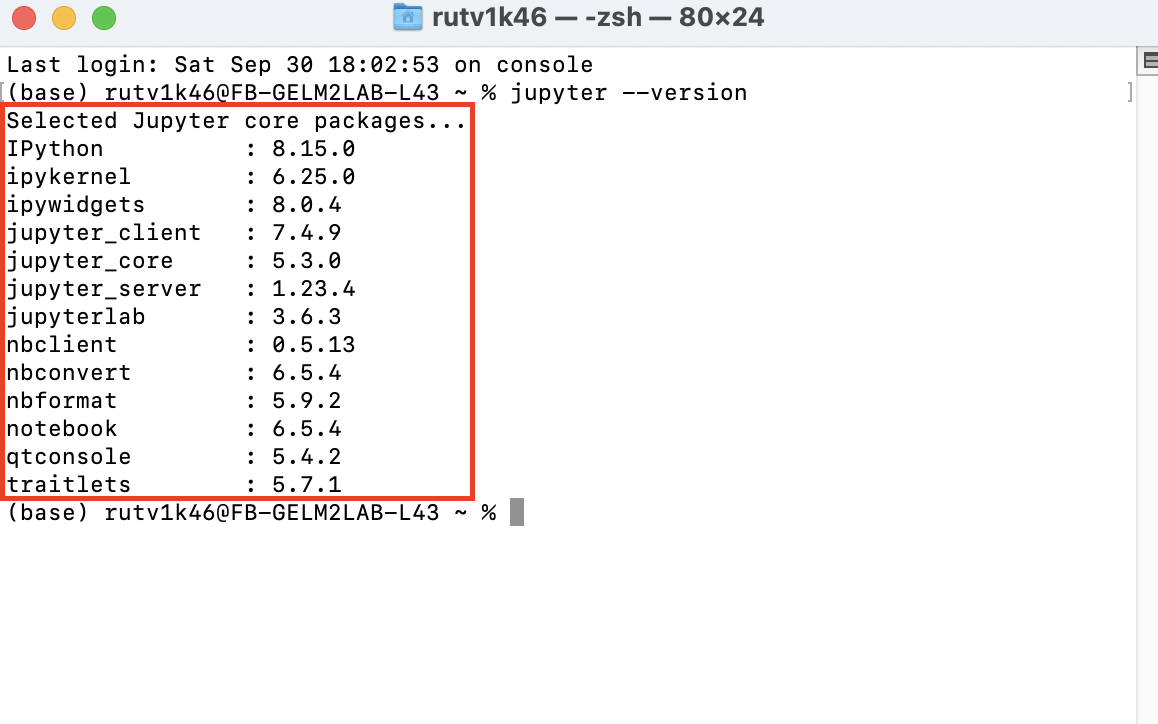 rutv1k46 — -zsh — 80×24
Last login: Sat Sep 30 18:02:53 on console
(base) rutv1k46@FB-GELM2LAB-L43 ~ % jupyter --version
Selected Jupyter core packages...
IPython          : 8.15.0
ipykernel        : 6.25.0
ipywidgets       : 8.0.4
jupyter_client   : 7.4.9
jupyter_core     : 5.3.0
jupyter_server   : 1.23.4
jupyterlab       : 3.6.3
nbclient         : 0.5.13
nbconvert        : 6.5.4
nbformat         : 5.9.2
notebook         : 6.5.4
qtconsole        : 5.4.2
traitlets        : 5.7.1
(base) rutv1k46@FB-GELM2LAB-L43 ~ %